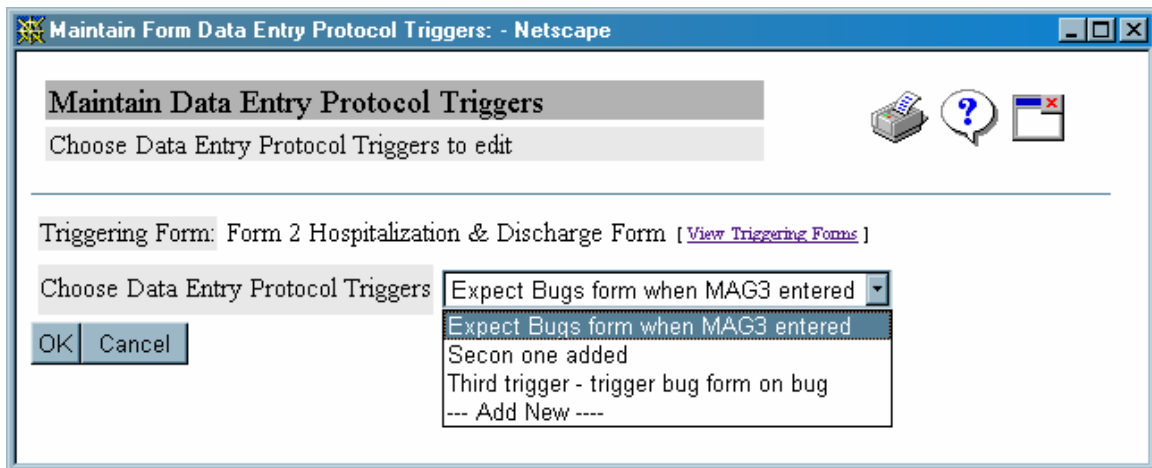 Maintain Form Data Entry Protocol Triggers: - Netscape
Maintain Data Entry Protocol Triggers
?
Choose Data Entry Protocol Triggers to edit
Triggering Form: Form 2 Hospitalization & Discharge Form [ View Triggering Forms ]
Choose Data Entry Protocol Triggers Expect Bugs form when MAG3 entered
Expect Bugs form when MAG3 entered
OK Cancel
Secon one added
Third trigger - trigger bug form on bug
--- Add New ----